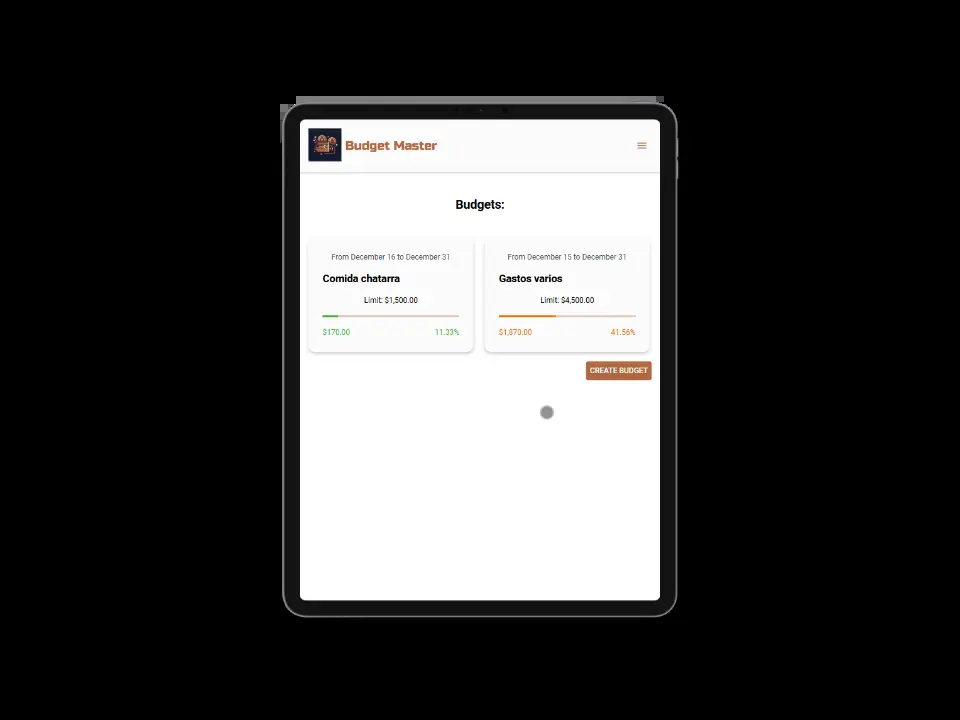 Budget Master
Budgets:
From December 16 to December 31
Comida chatarra
Limit: $1,500.00
$170.00 11.33%
From December 15 to December 31
Gastos varios
Limit: $4,500.00
$1,870.00 41.56%
CREATE BUDGET